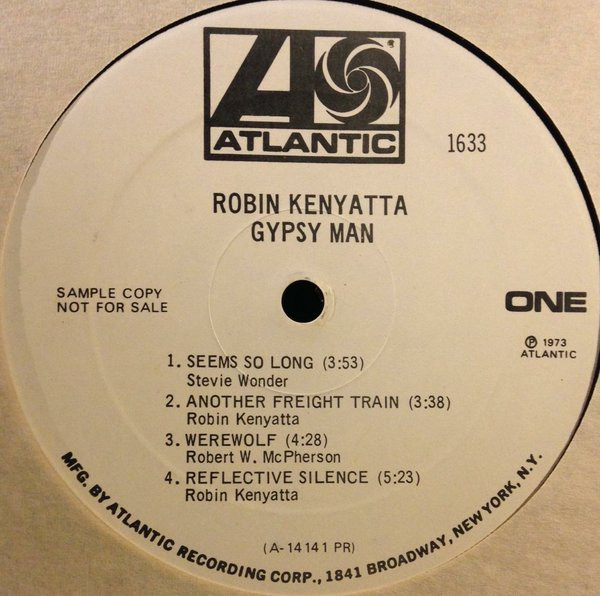 ATLANTIC
1633
ROBIN KENYATTA
GYPSY MAN
SAMPLE COPY
NOT FOR SALE
ONE
℗ 1973
ATLANTIC
1. SEEMS SO LONG (3:53)
Stevie Wonder
2. ANOTHER FREIGHT TRAIN (3:38)
Robin Kenyatta
3. WEREWOLF (4:28)
Robert W. McPherson
4. REFLECTIVE SILENCE (5:23)
Robin Kenyatta
(A-14141 PR)
MFG. BY ATLANTIC RECORDING CORP., 1841 BROADWAY, NEW YORK, N.Y.